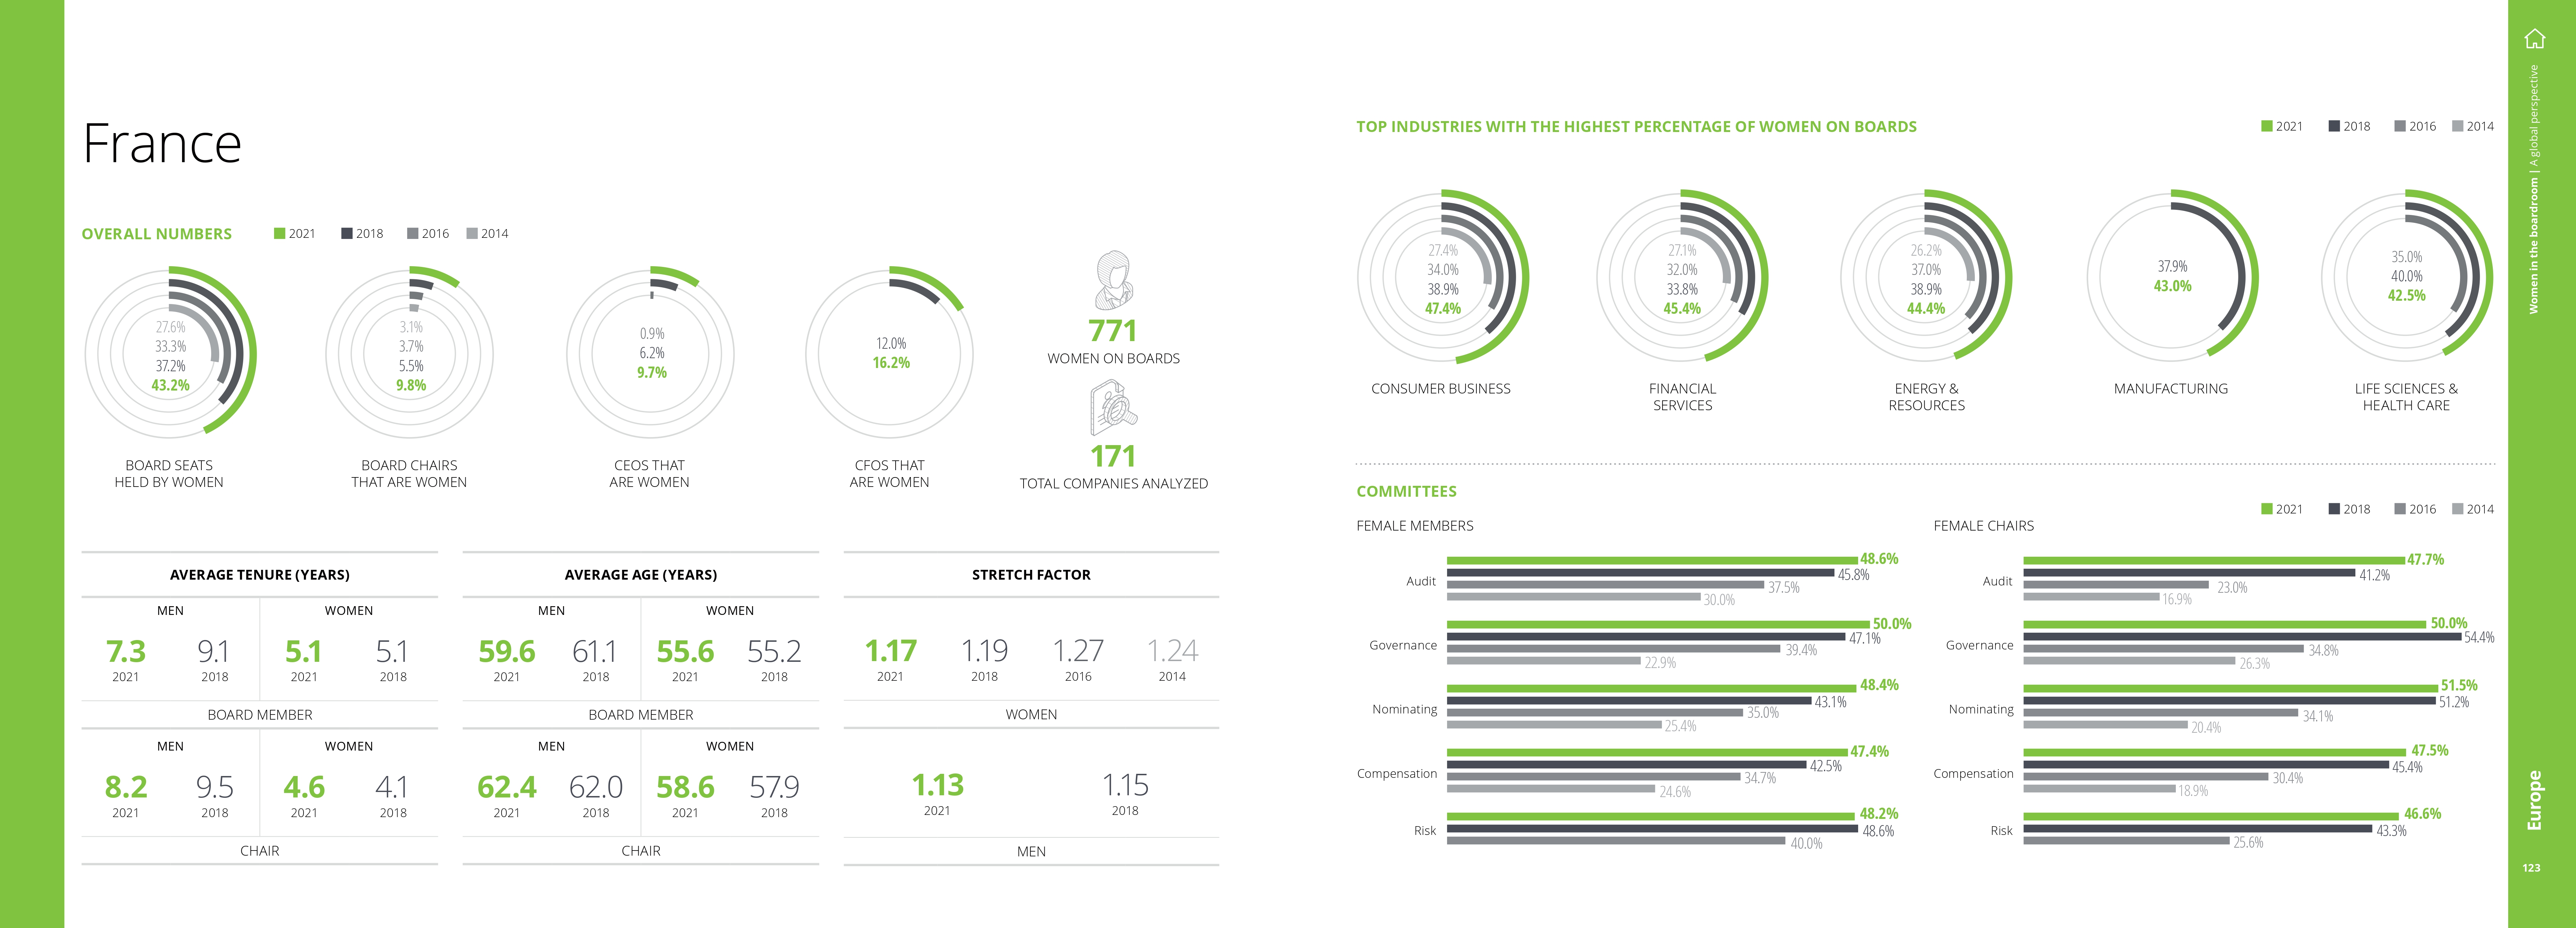 France
OVERALL NUMBERS
2021 2018 2016 2014
27.6%
33.3%
37.2%
43.2%
BOARD SEATS
HELD BY WOMEN
3.1%
3.7%
5.5%
9.8%
BOARD CHAIRS
THAT ARE WOMEN
0.9%
6.2%
9.7%
CEOS THAT
ARE WOMEN
12.0%
16.2%
CFOS THAT
ARE WOMEN
771
WOMEN ON BOARDS
171
TOTAL COMPANIES ANALYZED
AVERAGE TENURE (YEARS)
MEN WOMEN
7.3 9.1 5.1 5.1
2021 2018 2021 2018
BOARD MEMBER
MEN WOMEN
8.2 9.5 4.6 4.1
2021 2018 2021 2018
CHAIR
AVERAGE AGE (YEARS)
MEN WOMEN
59.6 61.1 55.6 55.2
2021 2018 2021 2018
BOARD MEMBER
MEN WOMEN
62.4 62.0 58.6 57.9
2021 2018 2021 2018
CHAIR
STRETCH FACTOR
1.17 1.19 1.27 1.24
2021 2018 2016 2014
WOMEN
1.13 1.15
2021 2018
MEN
TOP INDUSTRIES WITH THE HIGHEST PERCENTAGE OF WOMEN ON BOARDS
2021 2018 2016 2014
27.4%
34.0%
38.9%
47.4%
CONSUMER BUSINESS
27.1%
32.0%
33.8%
45.4%
FINANCIAL
SERVICES
26.2%
37.0%
38.9%
44.4%
ENERGY &
RESOURCES
37.9%
43.0%
MANUFACTURING
35.0%
40.0%
42.5%
LIFE SCIENCES &
HEALTH CARE
COMMITTEES
2021 2018 2016 2014
FEMALE MEMBERS
Audit
48.6%
45.8%
37.5%
30.0%
Governance
50.0%
47.1%
39.4%
22.9%
Nominating
48.4%
43.1%
35.0%
25.4%
Compensation
47.4%
42.5%
34.7%
24.6%
Risk
48.2%
48.6%
40.0%
FEMALE CHAIRS
Audit
47.7%
41.2%
23.0%
16.9%
Governance
50.0%
54.4%
34.8%
26.3%
Nominating
51.5%
51.2%
34.1%
20.4%
Compensation
47.5%
45.4%
30.4%
18.9%
Risk
46.6%
43.3%
25.6%
Women in the boardroom | A global perspective
Europe
123